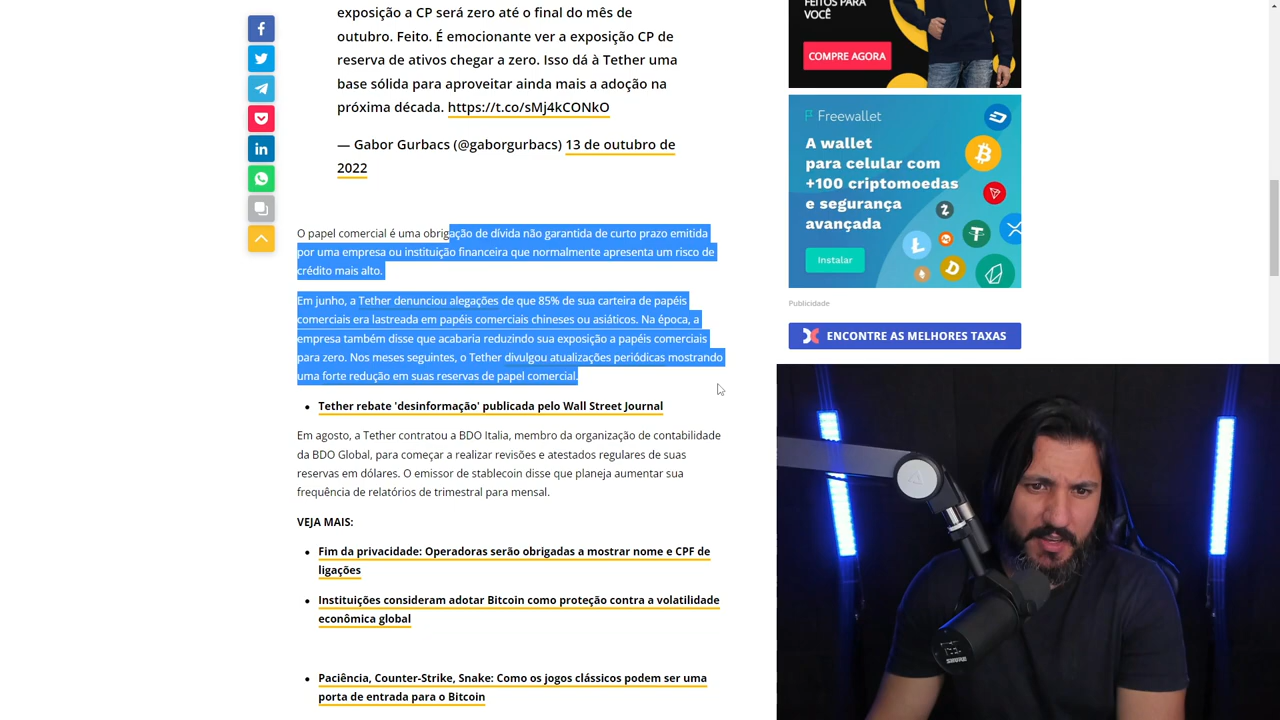 exposição a CP será zero até o final do mês de
outubro. Feito. É emocionante ver a exposição CP de
reserva de ativos chegar a zero. Isso dá à Tether uma
base sólida para aproveitar ainda mais a adoção na
próxima década. https://t.co/sMj4kCONkO
— Gabor Gurbacs (@gaborgurbacs) 13 de outubro de
2022
O papel comercial é uma obrigação de dívida não garantida de curto prazo emitida
por uma empresa ou instituição financeira que normalmente apresenta um risco de
crédito mais alto.
Em junho, a Tether denunciou alegações de que 85% de sua carteira de papéis
comerciais era lastreada em papéis comerciais chineses ou asiáticos. Na época, a
empresa também disse que acabaria reduzindo sua exposição a papéis comerciais
para zero. Nos meses seguintes, o Tether divulgou atualizações periódicas mostrando
uma forte redução em suas reservas de papel comercial.
Tether rebate 'desinformação' publicada pelo Wall Street Journal
Em agosto, a Tether contratou a BDO Italia, membro da organização de contabilidade
da BDO Global, para começar a realizar revisões e atestados regulares de suas
reservas em dólares. O emissor de stablecoin disse que planeja aumentar sua
frequência de relatórios de trimestral para mensal.
VEJA MAIS:
Fim da privacidade: Operadoras serão obrigadas a mostrar nome e CPF de
ligações
Instituições consideram adotar Bitcoin como proteção contra a volatilidade
econômica global
Paciência, Counter-Strike, Snake: Como os jogos clássicos podem ser uma
porta de entrada para o Bitcoin
FEITOS PARA
VOCÊ
COMPRE AGORA
Freewallet
A wallet
para celular com
+100 criptomoedas
e segurança
avançada
Instalar
Publicidade
ENCONTRE AS MELHORES TAXAS
SHURE